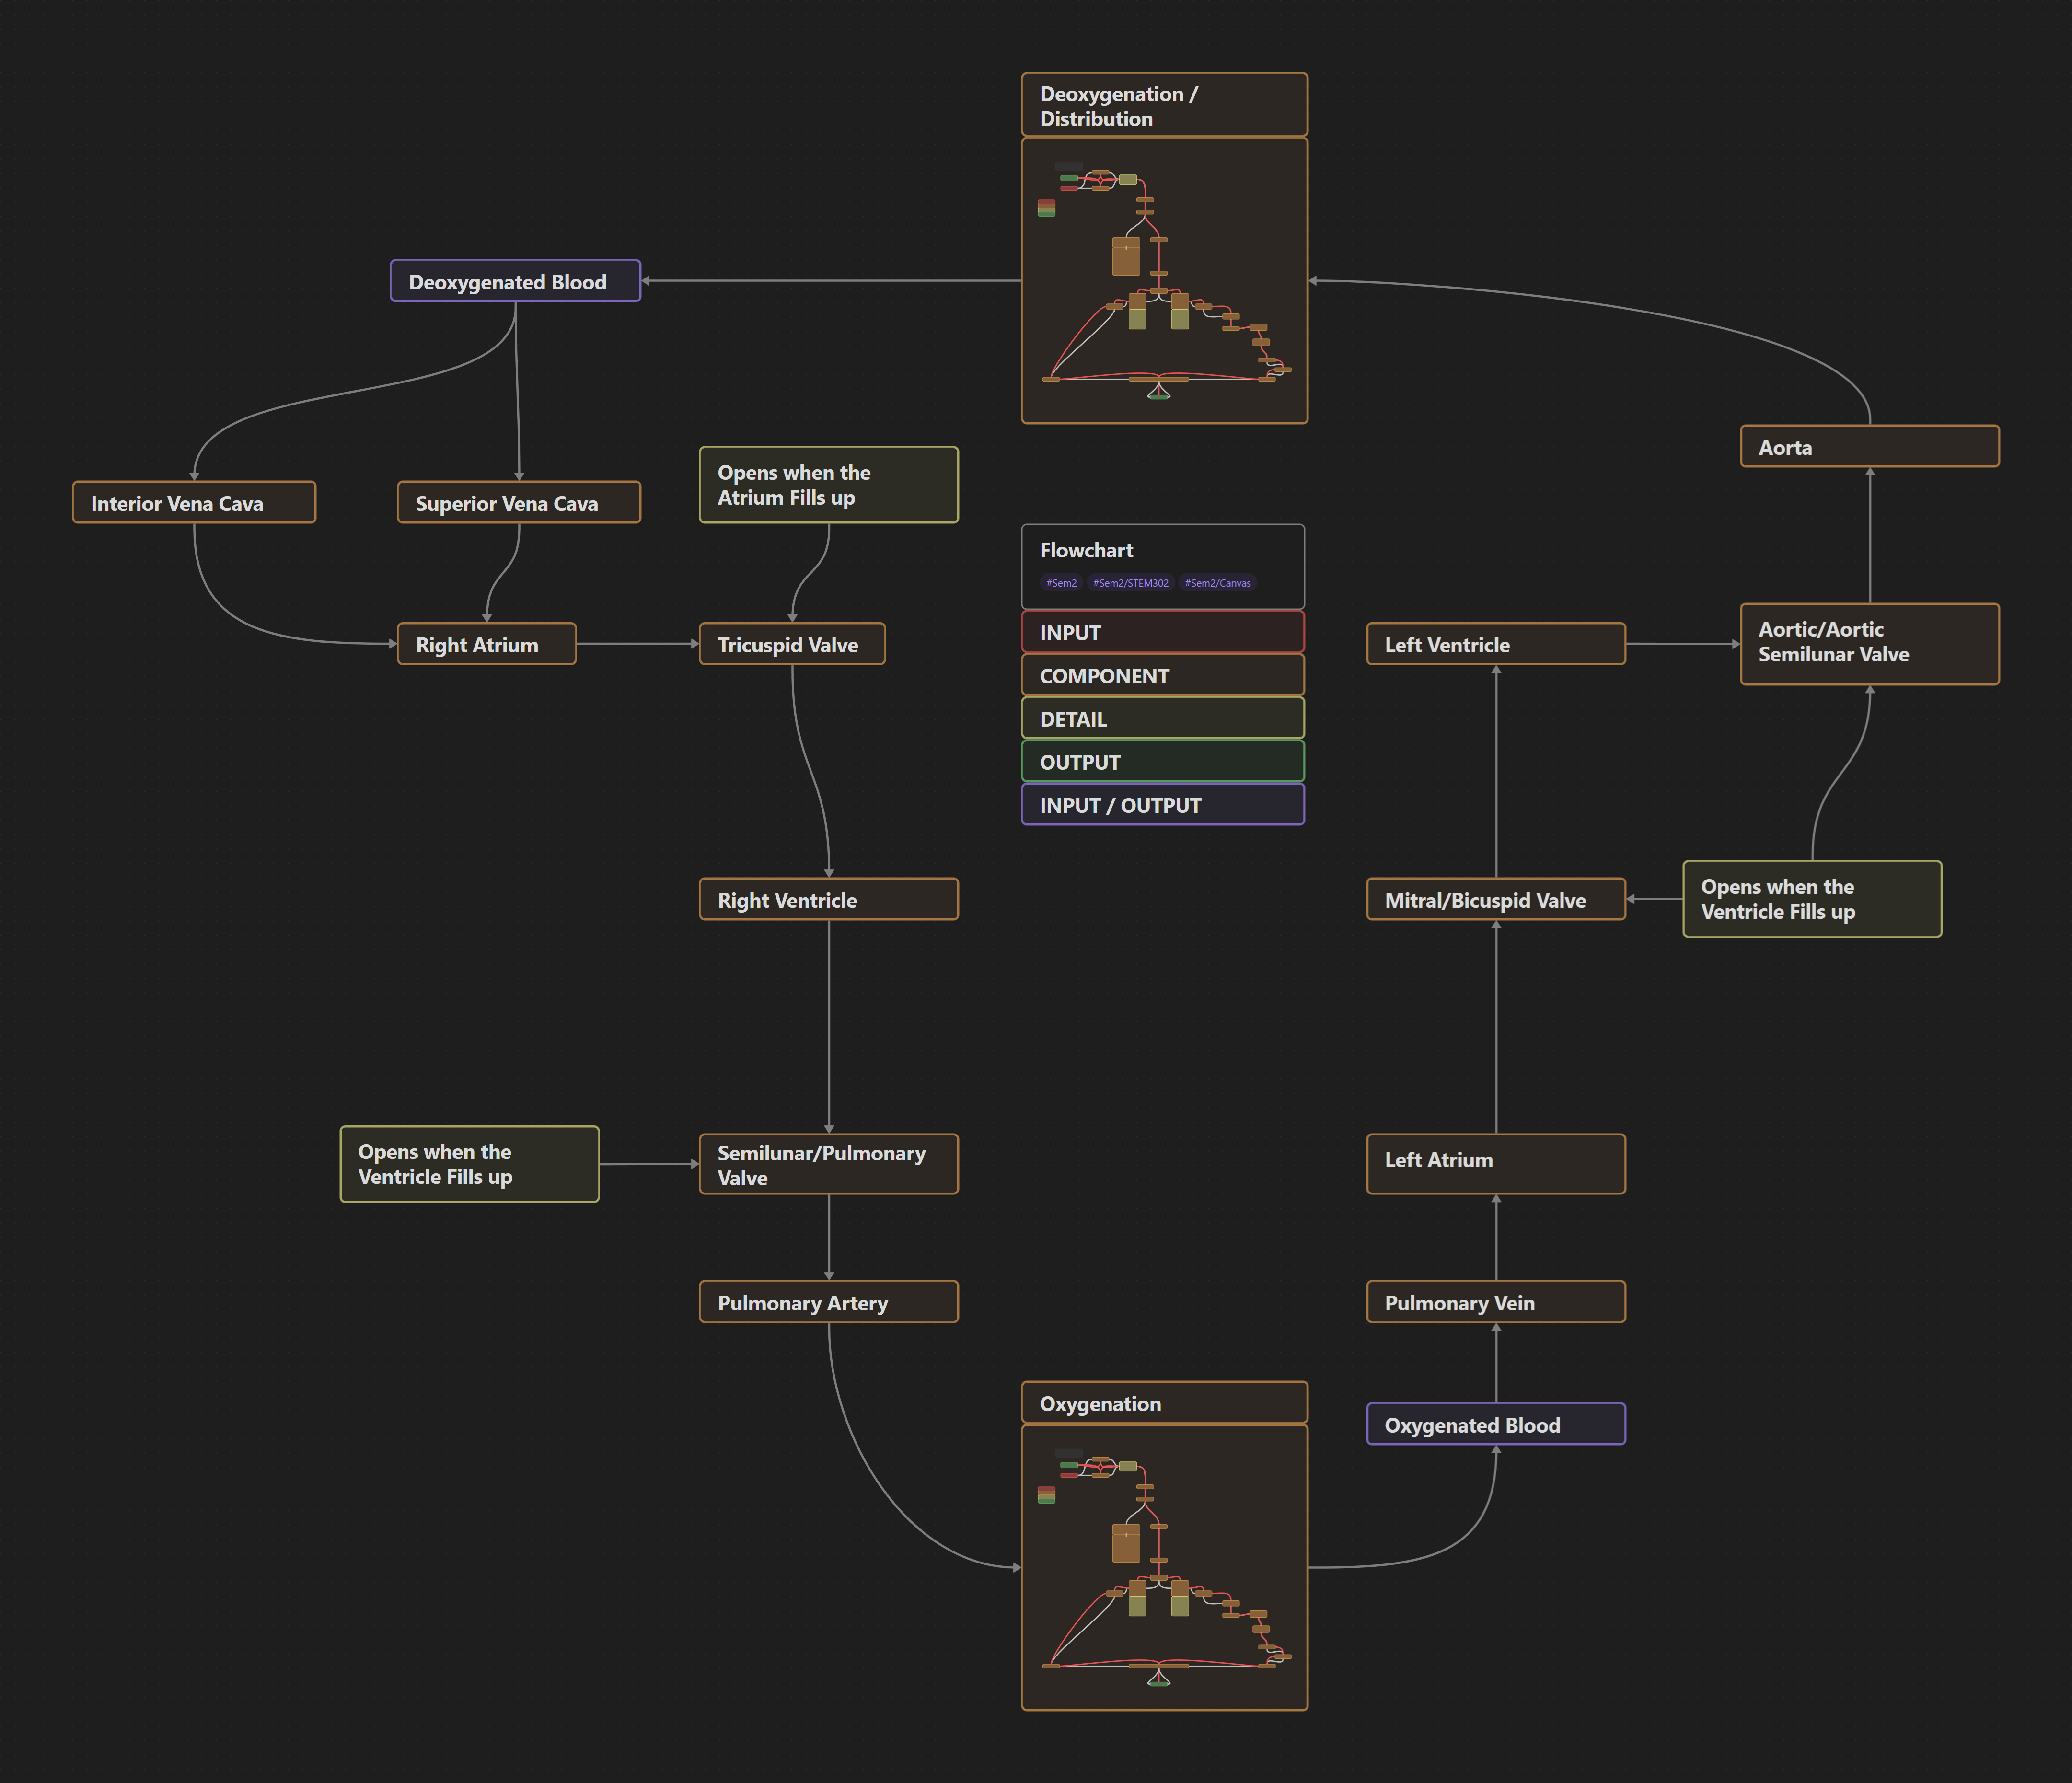 Deoxygenation /
Distribution
Deoxygenated Blood
Aorta
Opens when the
Atrium Fills up
Interior Vena Cava
Superior Vena Cava
Flowchart
#Sem2 #Sem2/STEM302 #Sem2/Canvas
INPUT
COMPONENT
DETAIL
OUTPUT
INPUT / OUTPUT
Right Atrium
Tricuspid Valve
Left Ventricle
Aortic/Aortic
Semilunar Valve
Right Ventricle
Mitral/Bicuspid Valve
Opens when the
Ventricle Fills up
Opens when the
Ventricle Fills up
Semilunar/Pulmonary
Valve
Left Atrium
Pulmonary Artery
Pulmonary Vein
Oxygenation
Oxygenated Blood